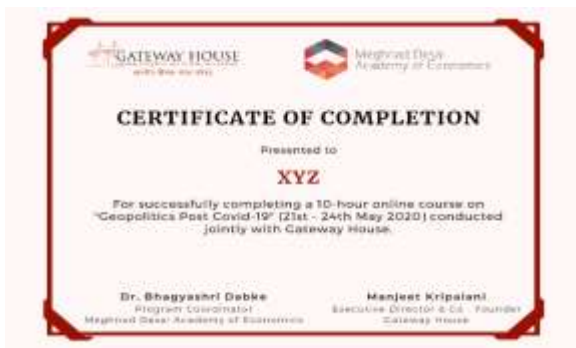 GATEWAY HOUSE
Meghnad Desai
Academy of Economics
CERTIFICATE OF COMPLETION
Presented to
XYZ
For successfully completing a 10-hour online course on
"Geopolitics Post Covid-19" (21st - 24th May 2020) conducted
jointly with Gateway House.
Dr. Bhagyashri Dabke
Manjeet Kripalani
Program Coordinator
Executive Director & Co - Founder
Meghnad Desai Academy of Economics
Gateway House